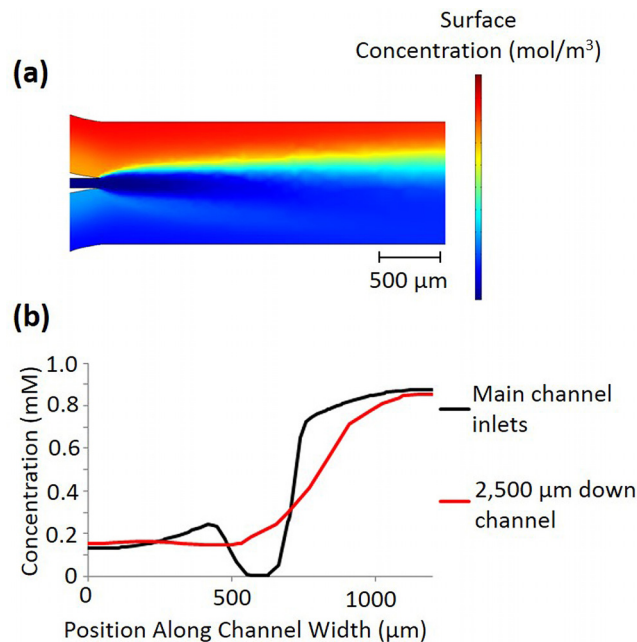 Surface
Concentration (mol/m³)
(a)
500 μm
(b)
1.0
0.8
0.6
0.4
0.2
0
Concentration (mM)
0
500
1000
Position Along Channel Width (μm)
Main channel
inlets
2,500 μm down
channel